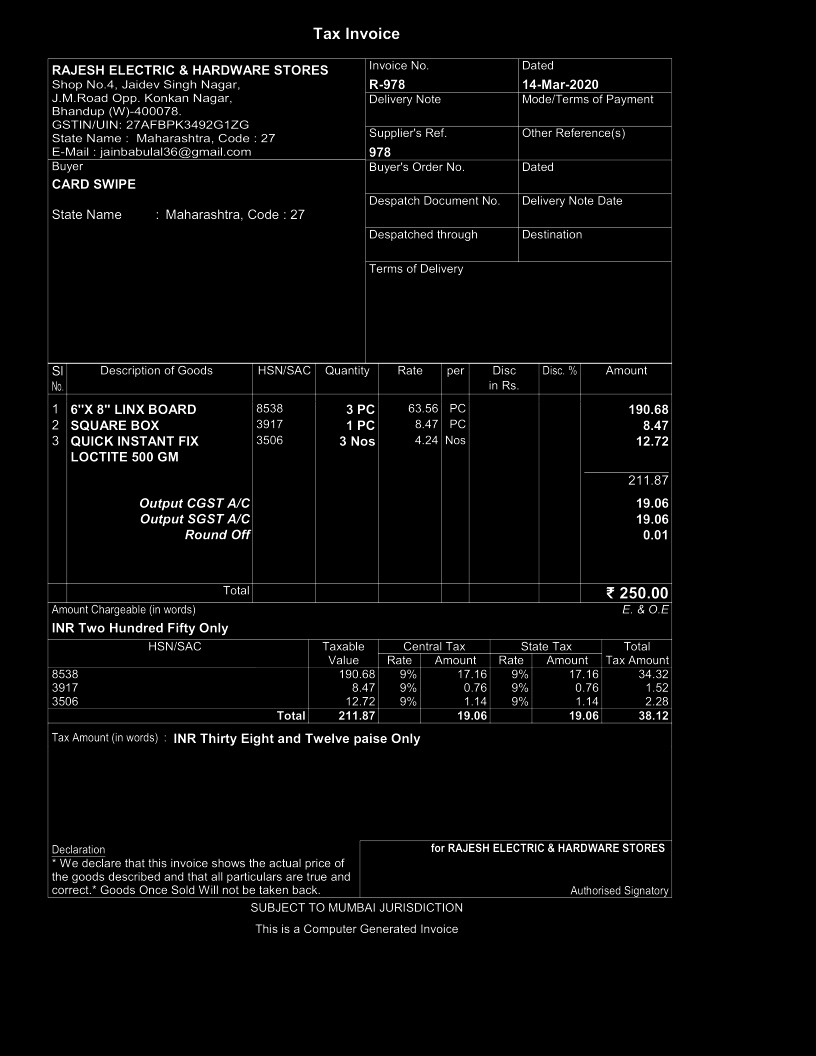 Tax Invoice
RAJESH ELECTRIC & HARDWARE STORES
Shop No.4, Jaidev Singh Nagar,
J.M.Road Opp. Konkan Nagar,
Bhandup (W)-400078.
GSTIN/UIN: 27AFBPK3492G1ZG
State Name : Maharashtra, Code : 27
E-Mail : jainbabulal36@gmail.com
Invoice No. Dated
R-978 14-Mar-2020
Delivery Note Mode/Terms of Payment
Supplier's Ref. Other Reference(s)
978
Buyer
CARD SWIPE
State Name : Maharashtra, Code : 27
Buyer's Order No. Dated
Despatch Document No. Delivery Note Date
Despatched through Destination
Terms of Delivery
Sl Description of Goods HSN/SAC Quantity Rate per Disc Disc. % Amount
No. in Rs.
1 6"X 8" LINX BOARD 8538 3 PC 63.56 PC 190.68
2 SQUARE BOX 3917 1 PC 8.47 PC 8.47
3 QUICK INSTANT FIX 3506 3 Nos 4.24 Nos 12.72
LOCTITE 500 GM
211.87
Output CGST A/C 19.06
Output SGST A/C 19.06
Round Off 0.01
Total ₹ 250.00
Amount Chargeable (in words) E. & O.E
INR Two Hundred Fifty Only
HSN/SAC Taxable Central Tax State Tax Total
Value Rate Amount Rate Amount Tax Amount
8538 190.68 9% 17.16 9% 17.16 34.32
3917 8.47 9% 0.76 9% 0.76 1.52
3506 12.72 9% 1.14 9% 1.14 2.28
Total 211.87 19.06 19.06 38.12
Tax Amount (in words) : INR Thirty Eight and Twelve paise Only
Declaration
* We declare that this invoice shows the actual price of
the goods described and that all particulars are true and
correct.* Goods Once Sold Will not be taken back.
for RAJESH ELECTRIC & HARDWARE STORES
Authorised Signatory
SUBJECT TO MUMBAI JURISDICTION
This is a Computer Generated Invoice